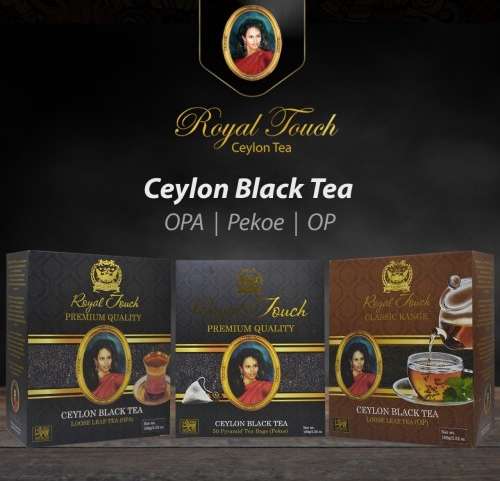 Royal Touch
Ceylon Tea
Ceylon Black Tea
OPA | Pekoe | OP
Royal Touch
PREMIUM QUALITY
CEYLON BLACK TEA
LOOSE LEAF TEA (OPA)
Touch
PREMIUM QUALITY
CEYLON BLACK TEA
50 Pyramid Tea Bags (Pekoe)
Royal Touch
CLASSIC RANGE
CEYLON BLACK TEA
LOOSE LEAF TEA (OP)